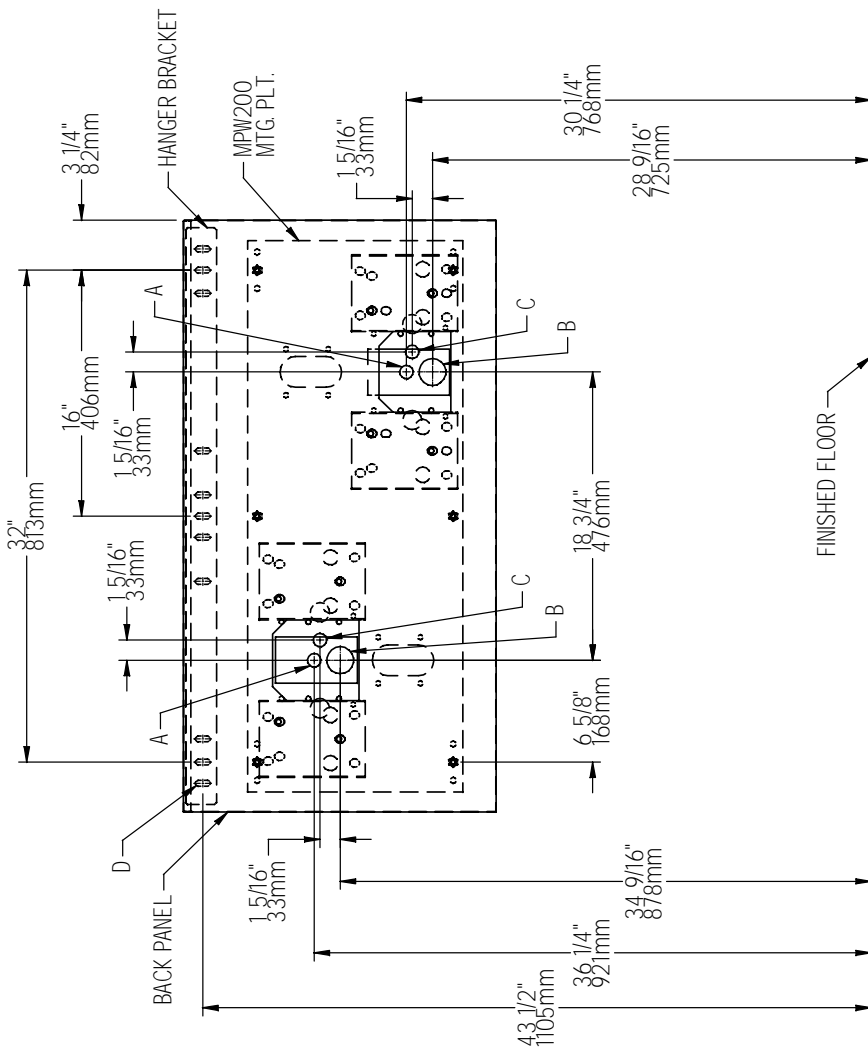 3 1/4"
82mm
HANGER BRACKET
MPW200
MTG. PLT.
32"
813mm
16"
406mm
1 5/16"
33mm
1 5/16"
33mm
A
A
D
BACK PANEL
1 5/16"
33mm
1 5/16"
33mm
C
B
C
B
6 5/8"
168mm
18 3/4"
476mm
30 1/4"
768mm
28 9/16"
725mm
34 9/16"
878mm
36 1/4"
921mm
43 1/2"
1105mm
FINISHED FLOOR